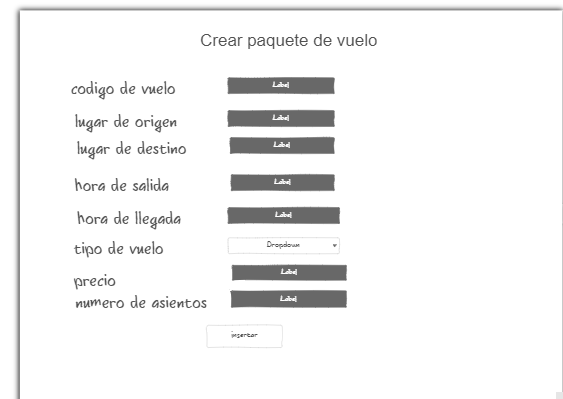 Crear paquete de vuelo
codigo de vuelo Label
lugar de origen Label
lugar de destino Label
hora de salida Label
hora de llegada Label
tipo de vuelo Dropdown
precio Label
numero de asientos Label
insertar